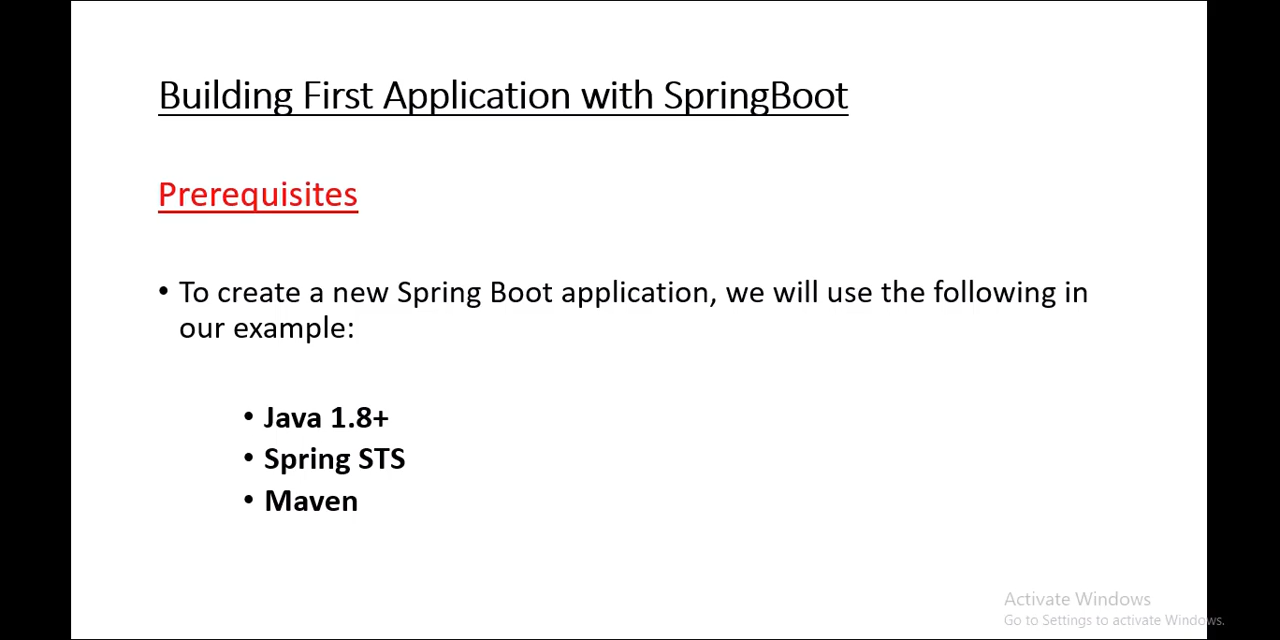 Building First Application with SpringBoot
Prerequisites
• To create a new Spring Boot application, we will use the following in
our example:
• Java 1.8+
• Spring STS
• Maven
Activate Windows
Go to Settings to activate Windows.